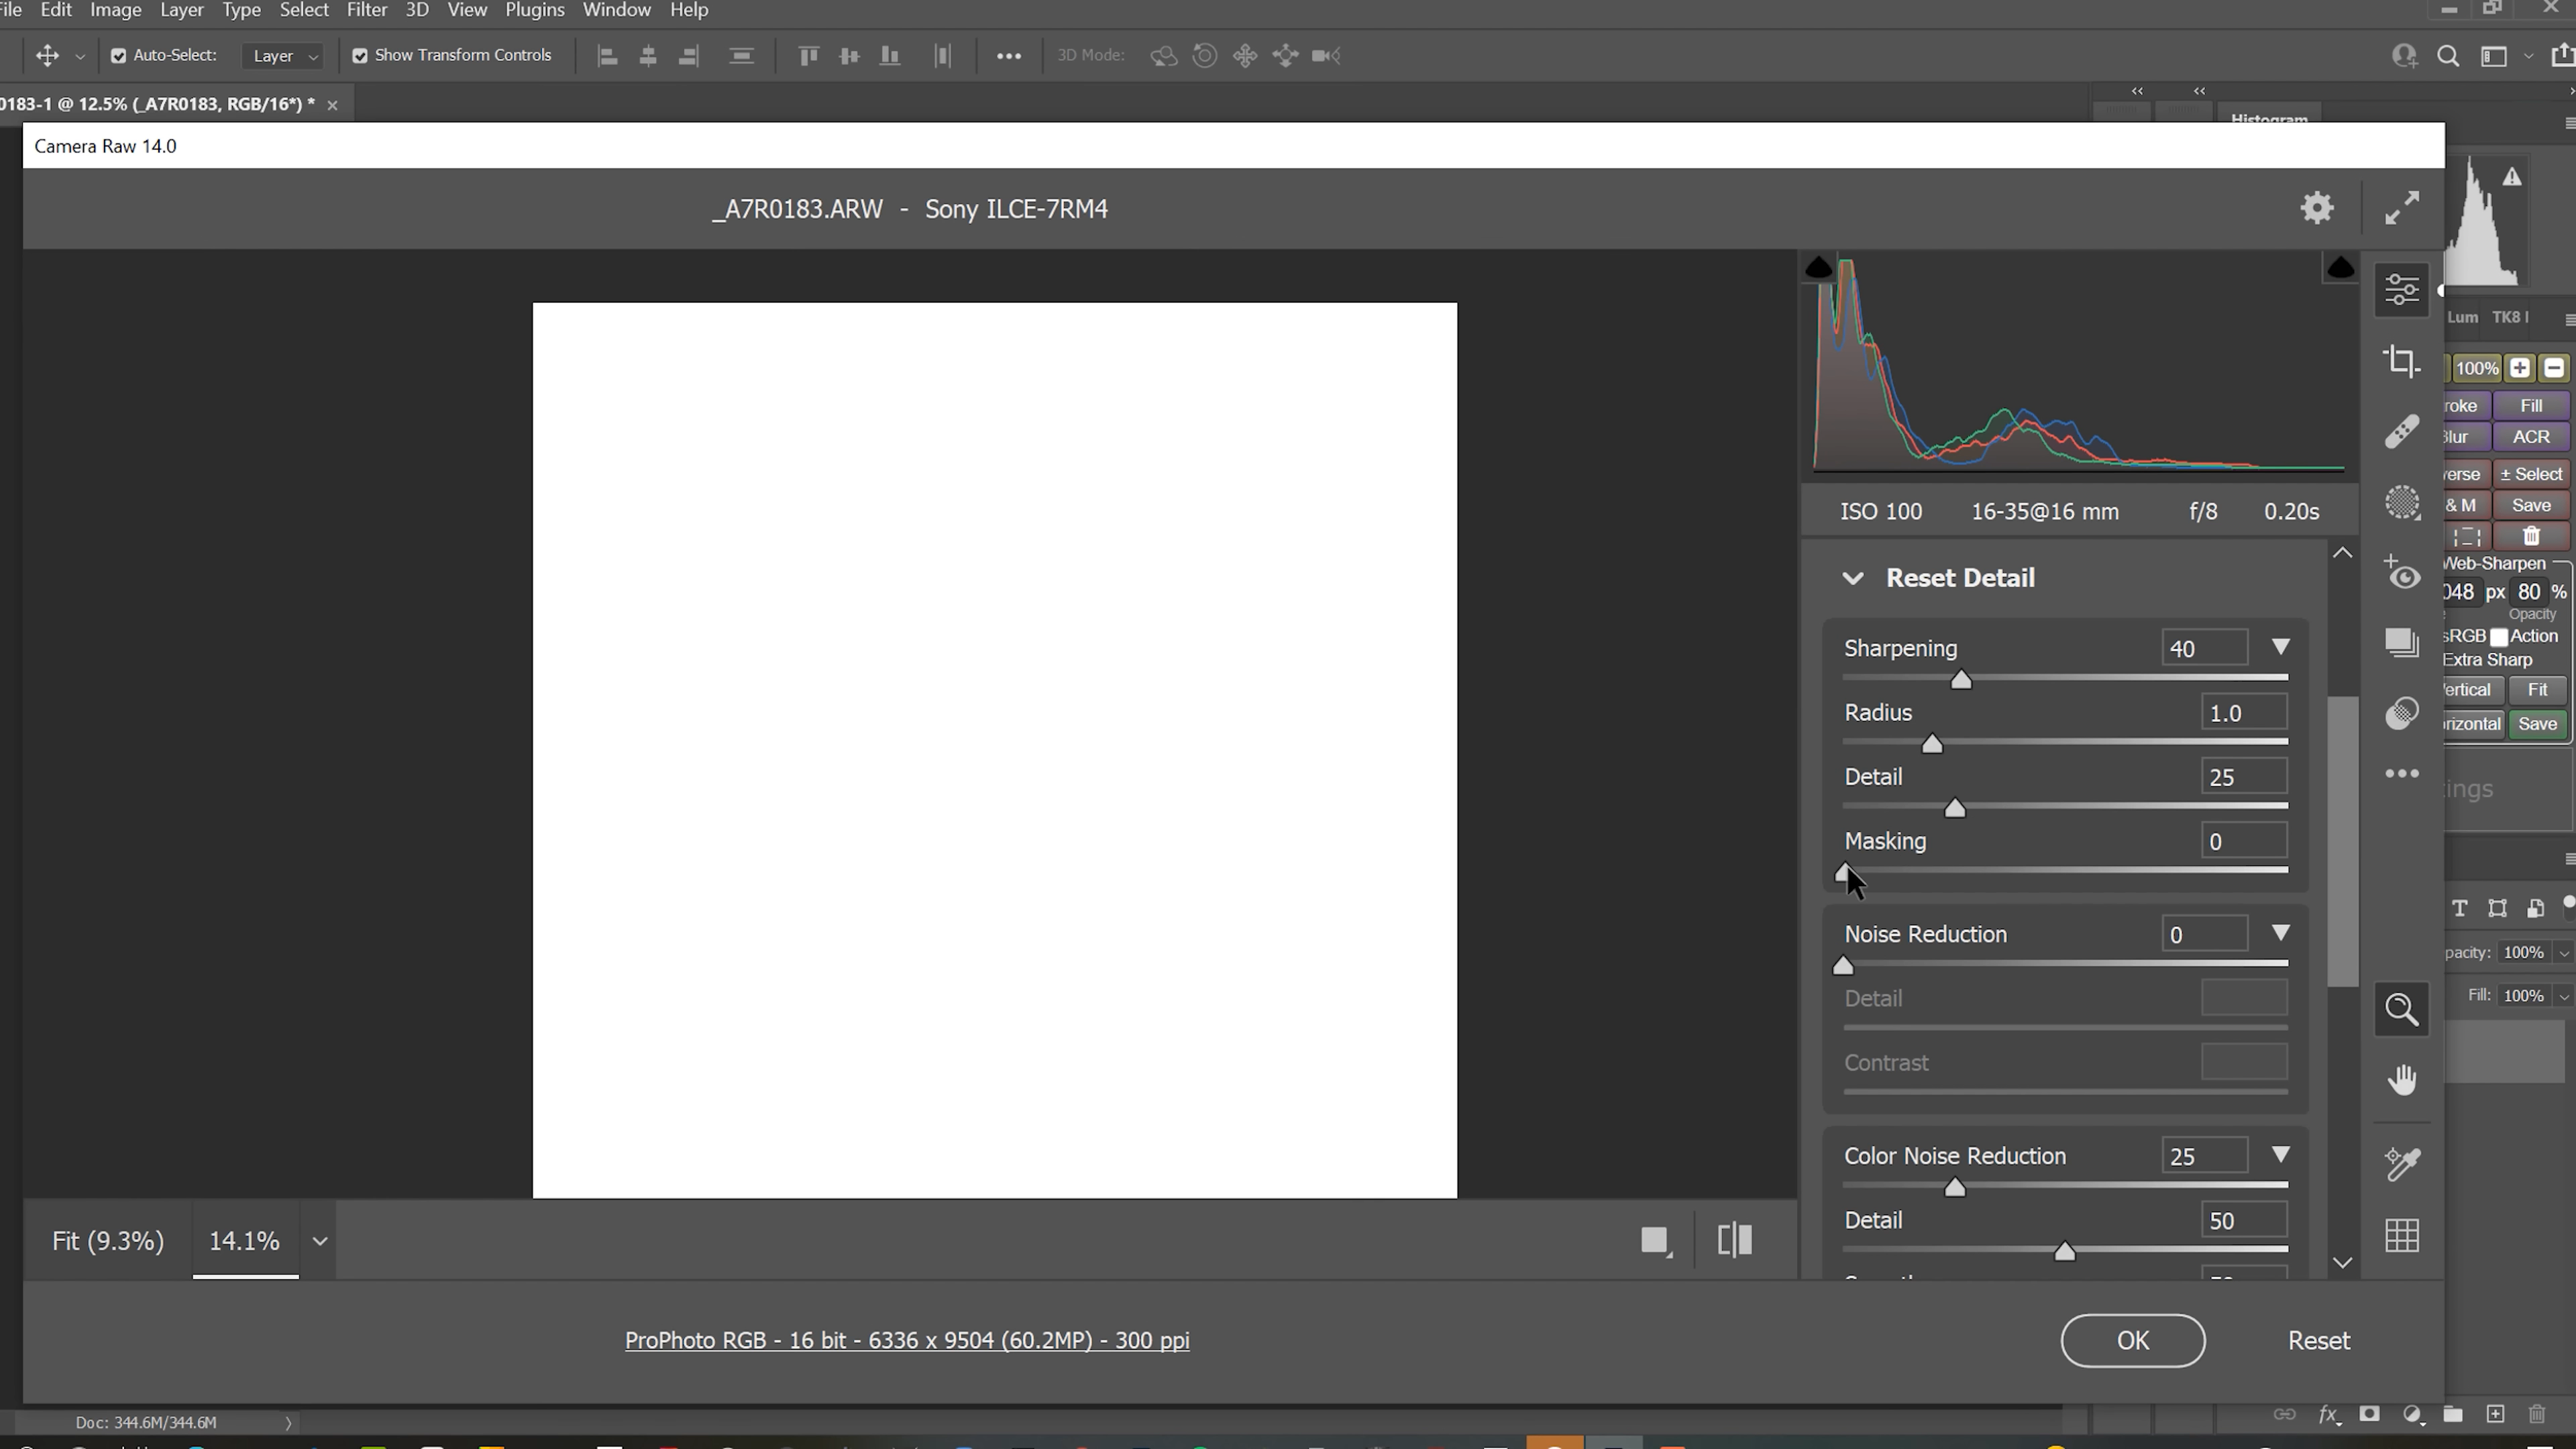 File Edit Image Layer Type Select Filter 3D View Plugins Window Help
Auto-Select: Layer Show Transform Controls 3D Mode:
0183-1 @ 12.5% (_A7R0183, RGB/16*) *
Histogram
Camera Raw 14.0
_A7R0183.ARW - Sony ILCE-7RM4
Lum TK8
100%
roke Fill
Blur ACR
ISO 100 16-35@16 mm f/8 0.20s
verse ± Select
& M Save
Web-Sharpen
048 px 80 %
Opacity
sRGB Action
Extra Sharp
ertical Fit
rizontal Save
ings
Reset Detail
Sharpening 40
Radius 1.0
Detail 25
Masking 0
Noise Reduction 0
Detail
Contrast
Color Noise Reduction 25
Detail 50
pacity: 100%
Fill: 100%
Fit (9.3%) 14.1%
ProPhoto RGB - 16 bit - 6336 x 9504 (60.2MP) - 300 ppi
OK Reset
Doc: 344.6M/344.6M
fx